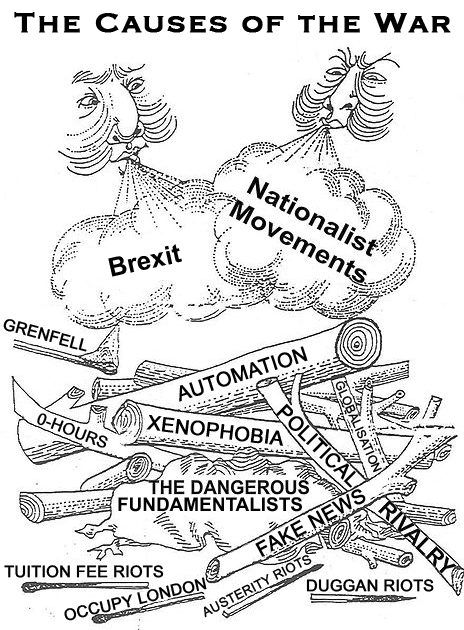 THE CAUSES OF THE WAR
Nationalist
Movements
Brexit
GRENFELL
AUTOMATION
GLOBALISATION
0-HOURS
XENOPHOBIA
POLITICAL
RIVALRY
THE DANGEROUS
FUNDAMENTALISTS
FAKE NEWS
TUITION FEE RIOTS
OCCUPY LONDON
AUSTERITY RIOTS
DUGGAN RIOTS